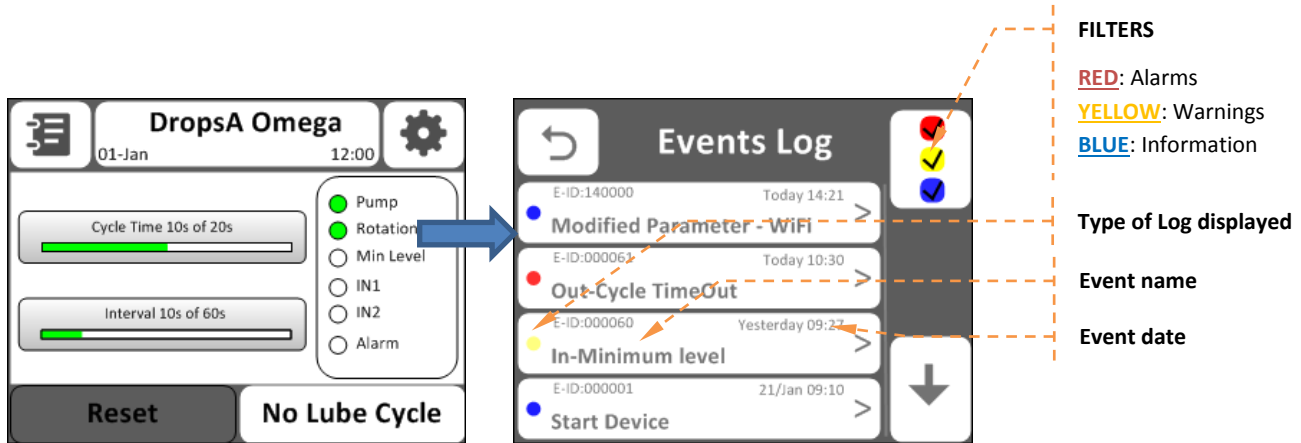 DropsA Omega
01-Jan 12:00
Cycle Time 10s of 20s
Interval 10s of 60s
Pump
Rotation
Min Level
IN1
IN2
Alarm
Reset
No Lube Cycle
Events Log
E-ID:140000 Today 14:21
Modified Parameter - WiFi
E-ID:000061 Today 10:30
Out-Cycle TimeOut
E-ID:000060 Yesterday 09:27
In-Minimum level
E-ID:000001 21/Jan 09:10
Start Device
FILTERS
RED: Alarms
YELLOW: Warnings
BLUE: Information
Type of Log displayed
Event name
Event date